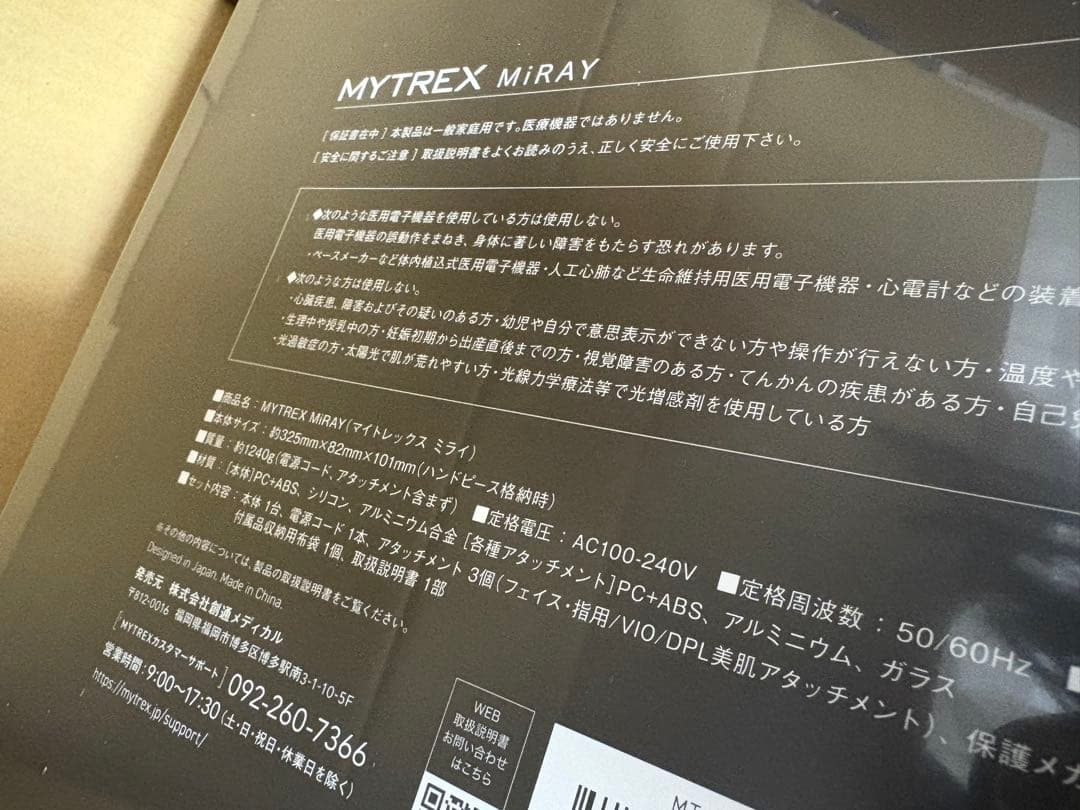 MYTREX MiRAY
[ 保証書在中 ] 本製品は一般家庭用です。医療機器ではありません。
[ 安全に関するご注意 ] 取扱説明書をよくお読みのうえ、正しく安全にご使用下さい。
◆次のような医用電子機器を使用している方は使用しない。
医用電子機器の誤動作をまねき、身体に著しい障害をもたらす恐れがあります。
・ペースメーカーなど体内植込式医用電子機器・人工心肺など生命維持用医用電子機器・心電計などの装着
◆次のような方は使用しない。
・心臓疾患、障害およびその疑いのある方・幼児や自分で意思表示ができない方や操作が行えない方・温度や
・生理中や授乳中の方・妊娠初期から出産直後までの方・視覚障害のある方・てんかんの疾患がある方・自己免
・光過敏症の方・太陽光で肌が荒れやすい方・光線力学療法等で光増感剤を使用している方
■商品名：MYTREX MiRAY(マイトレックス ミライ)
■本体サイズ：約325mm×82mm×101mm(ハンドピース格納時)
■質量：約1240g(電源コード、アタッチメント含まず) ■定格電圧：AC100-240V ■定格周波数：50/60Hz ■
■材質：[本体]PC+ABS、シリコン、アルミニウム合金 [各種アタッチメント]PC+ABS、アルミニウム、ガラス
■セット内容：本体 1台、電源コード 1本、アタッチメント 3個(フェイス・指用/VIO/DPL美肌アタッチメント)、保護メガ
付属品収納用布袋 1個、取扱説明書 1部
※その他の内容については、製品の取扱説明書をご覧ください。
Designed in Japan, Made in China.
発売元 株式会社創通メディカル
〒812-0016 福岡県福岡市博多区博多駅南3-1-10-5F
[MYTREXカスタマーサポート] 092-260-7366
営業時間：9:00〜17:30 (土・日・祝日・休業日を除く)
https://mytrex.jp/support/
WEB
取扱説明書
お問い合わせ
はこちら
MT